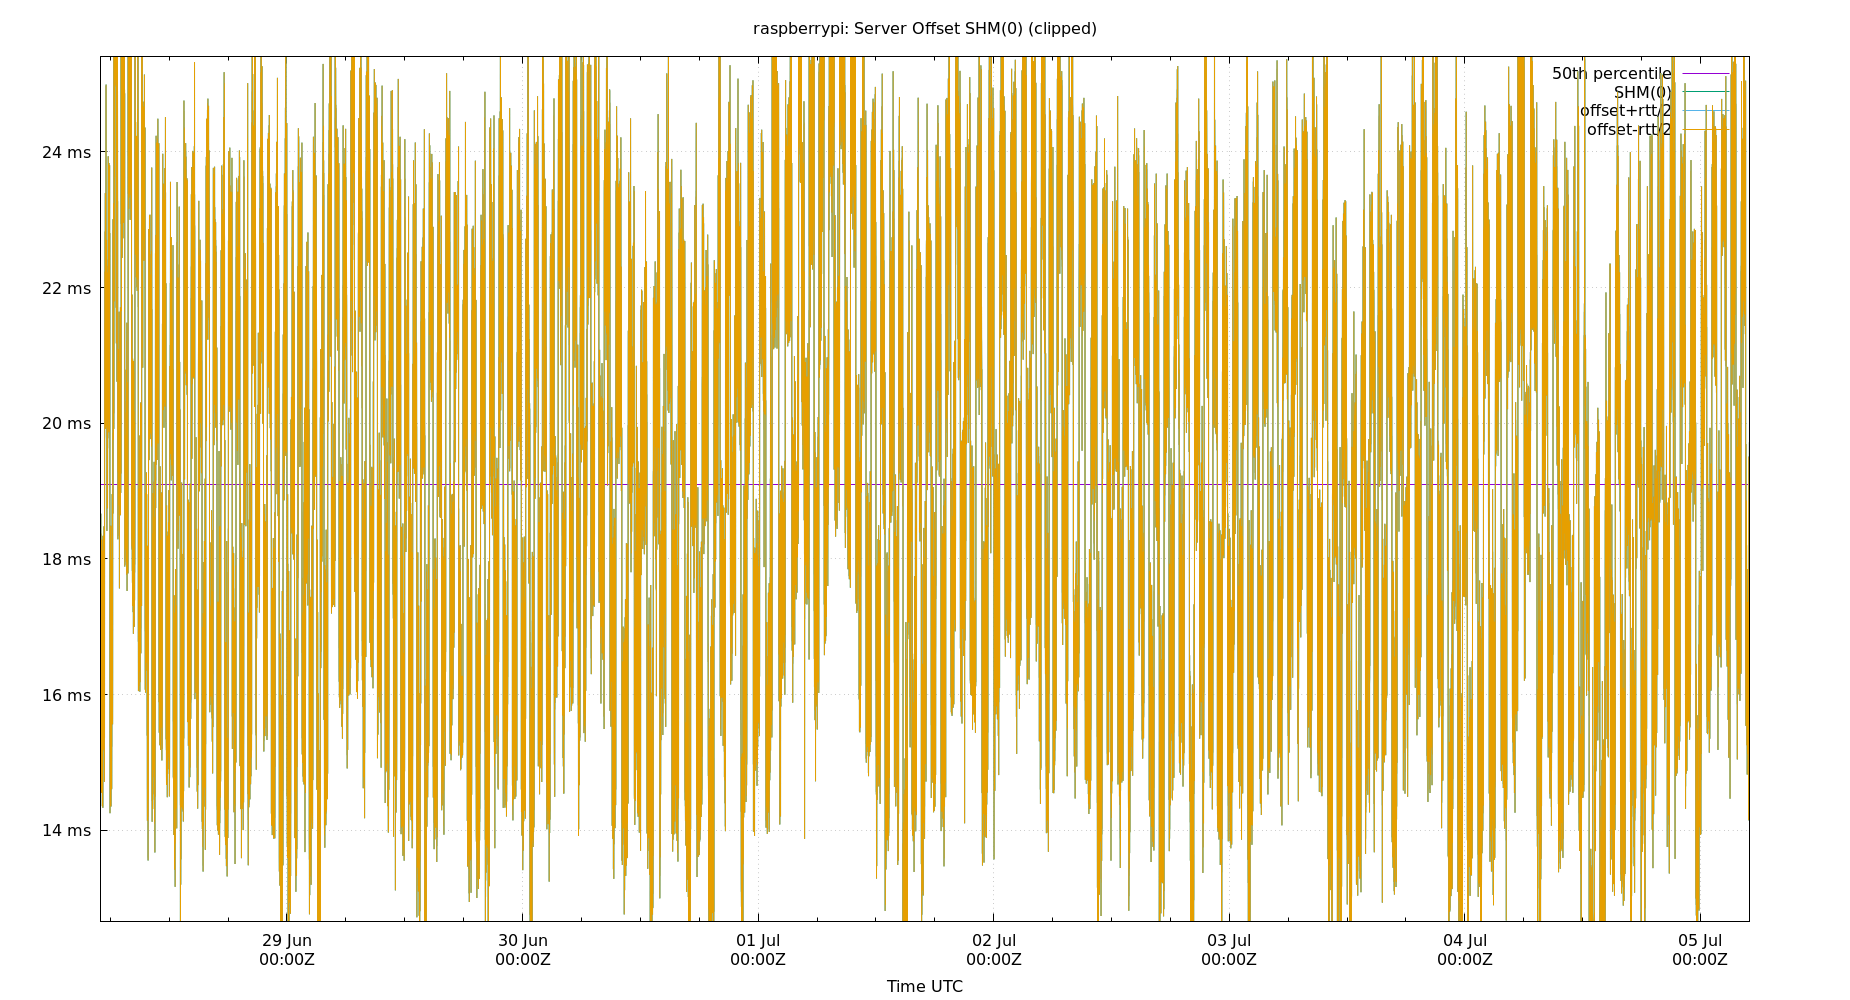 raspberrypi: Server Offset SHM(0) (clipped)
50th percentile
SHM(0)
offset+rtt/2
offset-rtt/2
24 ms
22 ms
20 ms
18 ms
16 ms
14 ms
29 Jun 30 Jun 01 Jul 02 Jul 03 Jul 04 Jul 05 Jul
00:00Z 00:00Z 00:00Z 00:00Z 00:00Z 00:00Z 00:00Z
Time UTC